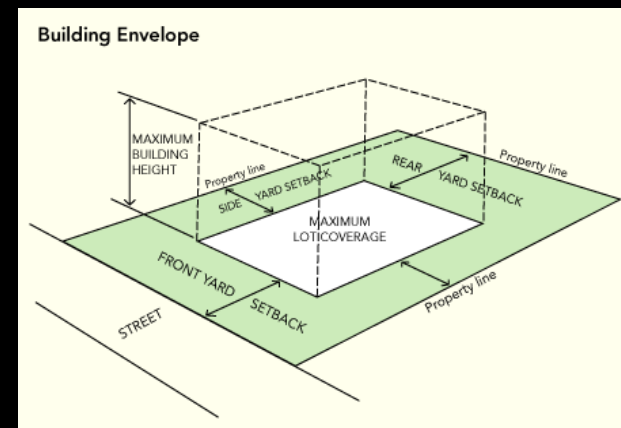 Building Envelope
MAXIMUM
BUILDING
HEIGHT
Property line
SIDE YARD SETBACK
REAR YARD SETBACK
Property line
MAXIMUM
LOTICOVERAGE
FRONT YARD SETBACK
Property line
STREET